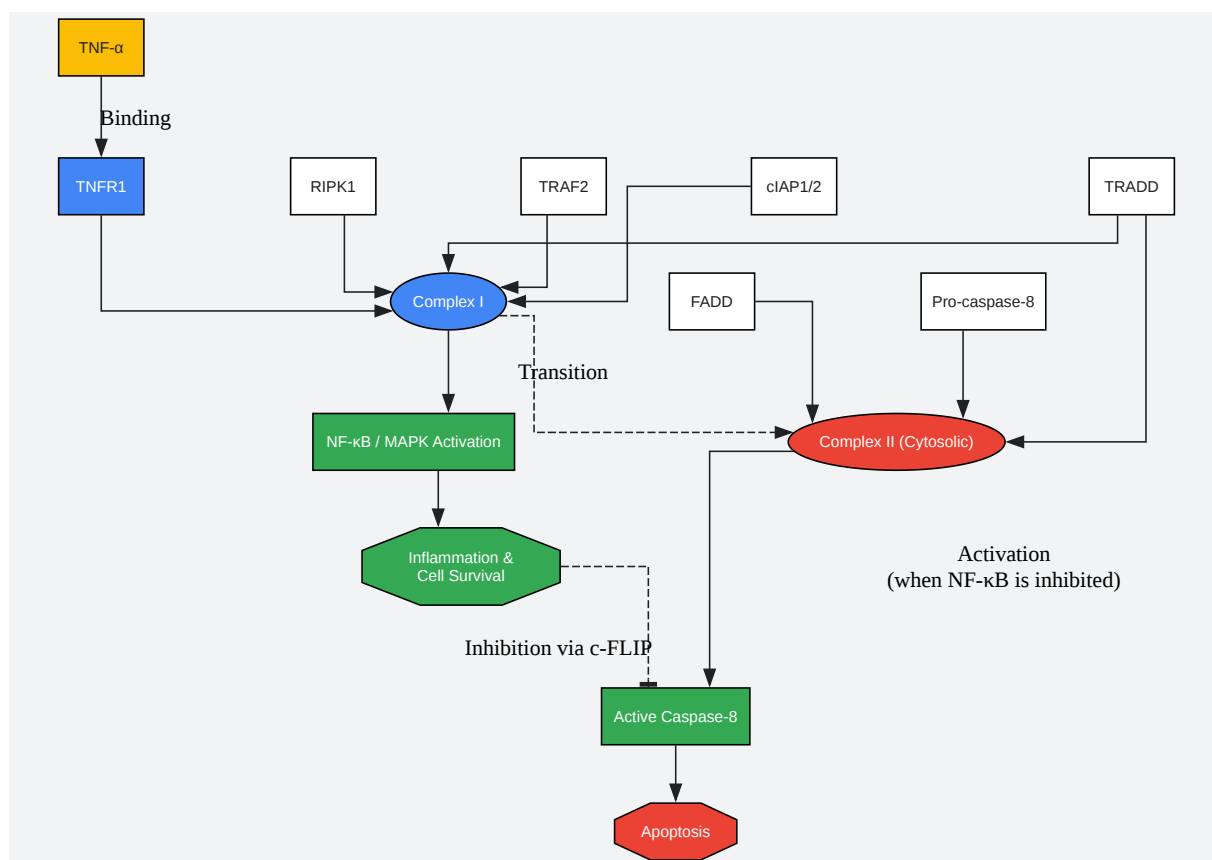 TNF-α
Binding
TNFR1
RIPK1
TRAF2
cIAP1/2
TRADD
Complex I
FADD
Pro-caspase-8
Transition
NF-κB / MAPK Activation
Complex II (Cytosolic)
Inflammation &
Cell Survival
Activation
(when NF-κB is inhibited)
Inhibition via c-FLIP
Active Caspase-8
Apoptosis